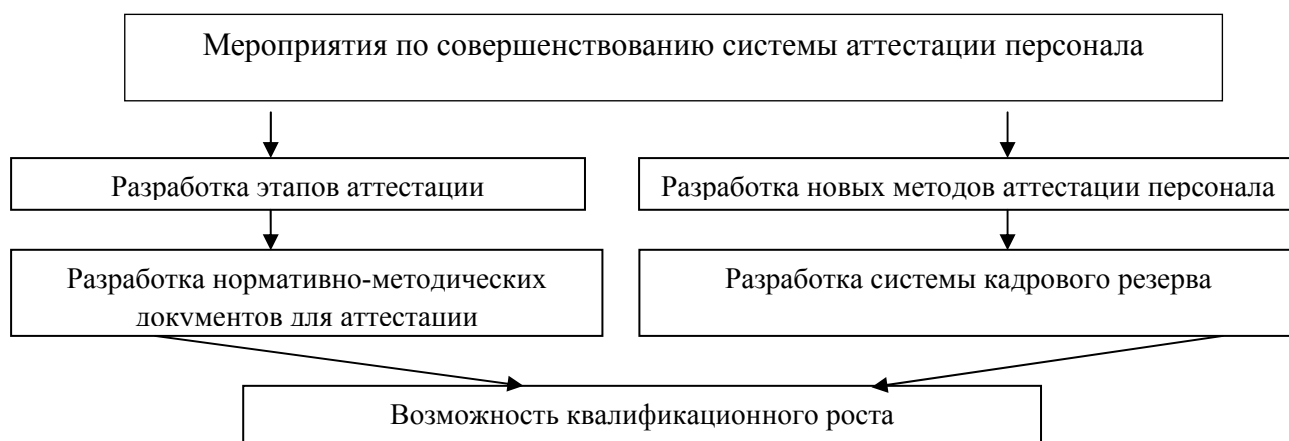 Мероприятия по совершенствованию системы аттестации персонала
Разработка этапов аттестации
Разработка новых методов аттестации персонала
Разработка нормативно-методических
документов для аттестации
Разработка системы кадрового резерва
Возможность квалификационного роста